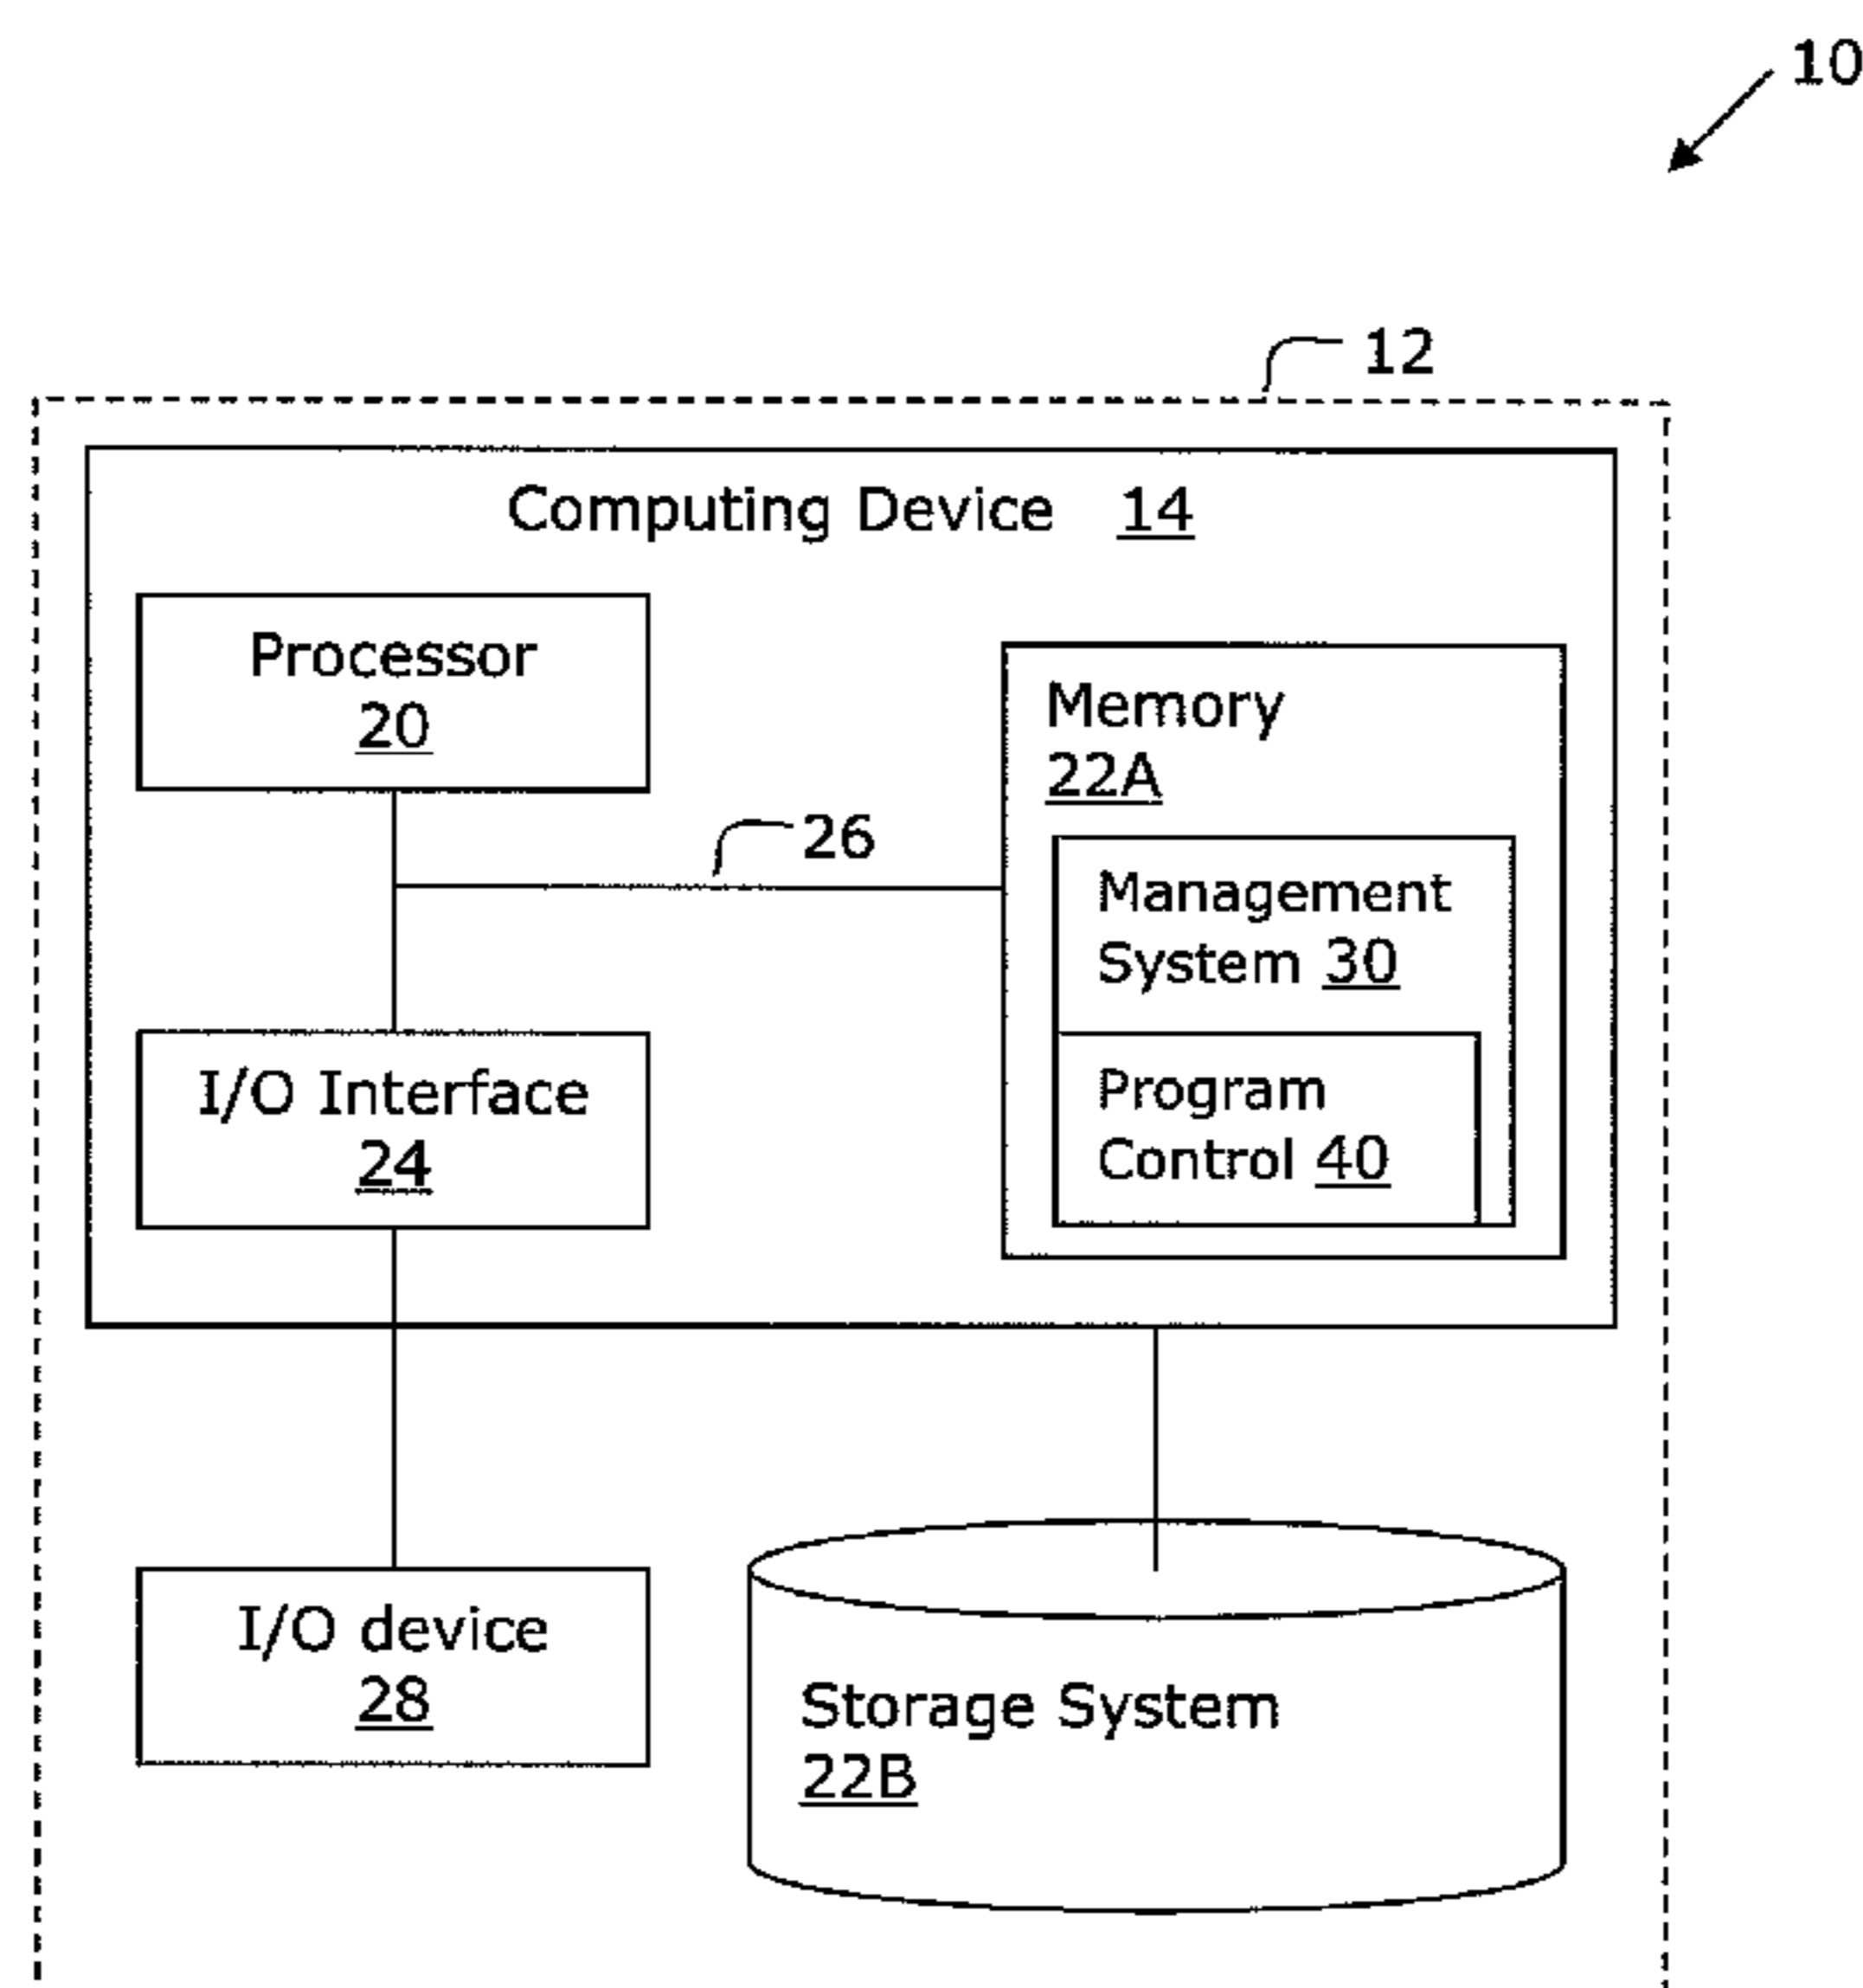 10
12
Computing Device 14
Processor
20
Memory
22A
26
Management
System 30
I/O Interface
24
Program
Control 40
I/O device
28
Storage System
22B